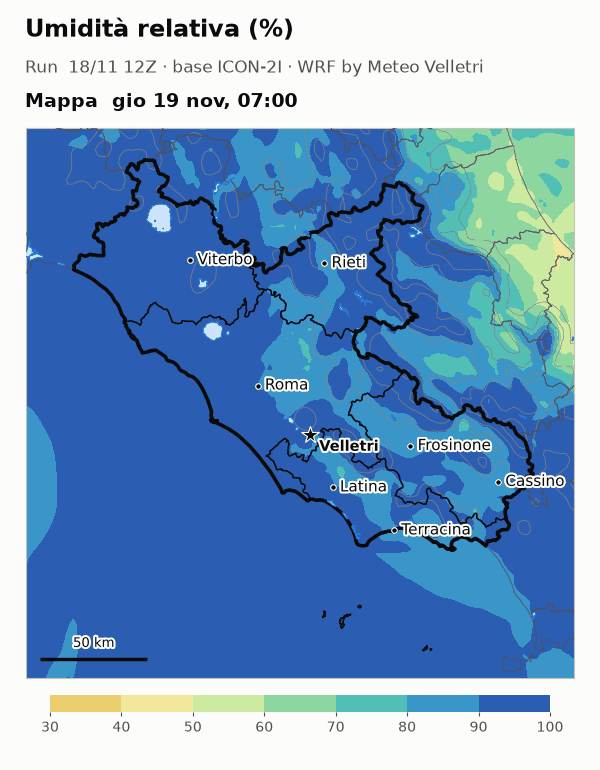 Umidità relativa (%)
Run  18/11 12Z · base ICON-2I · WRF by Meteo Velletri
Mappa  gio 19 nov, 07:00
Viterbo
Rieti
Roma
Velletri
Frosinone
Cassino
Latina
Terracina
50 km
30 40 50 60 70 80 90 100